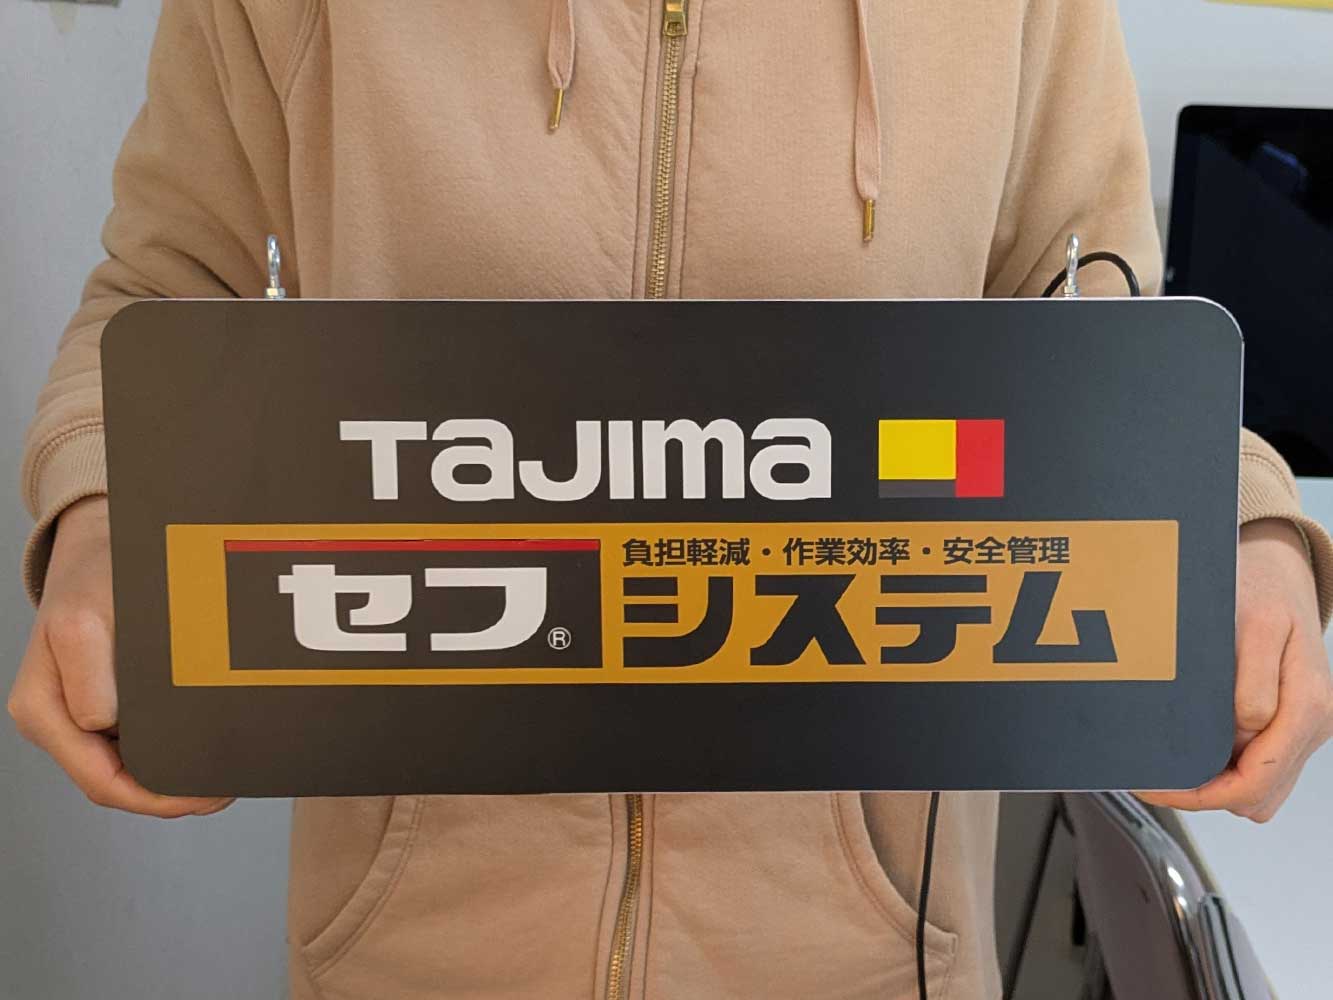 TaJIma
セフ®
負担軽減・作業効率・安全管理
システム